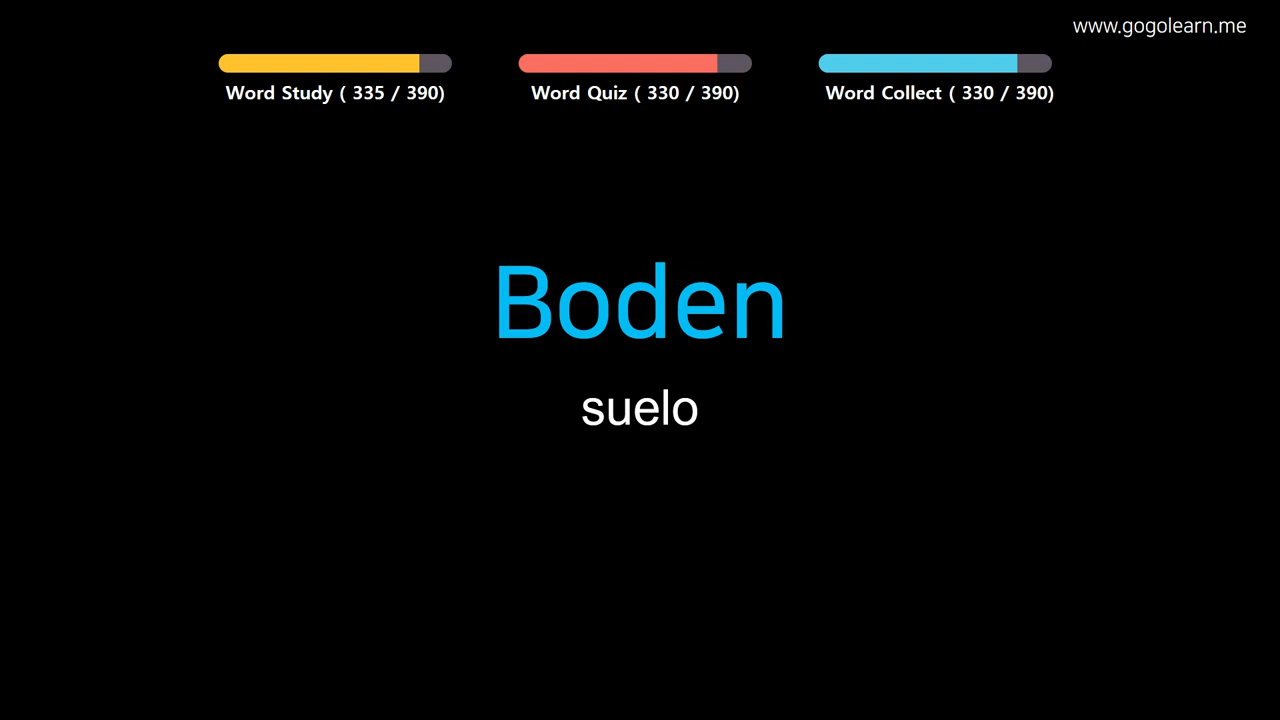 www.gogolearn.me
Word Study ( 335 / 390)
Word Quiz ( 330 / 390)
Word Collect ( 330 / 390)
Boden
suelo